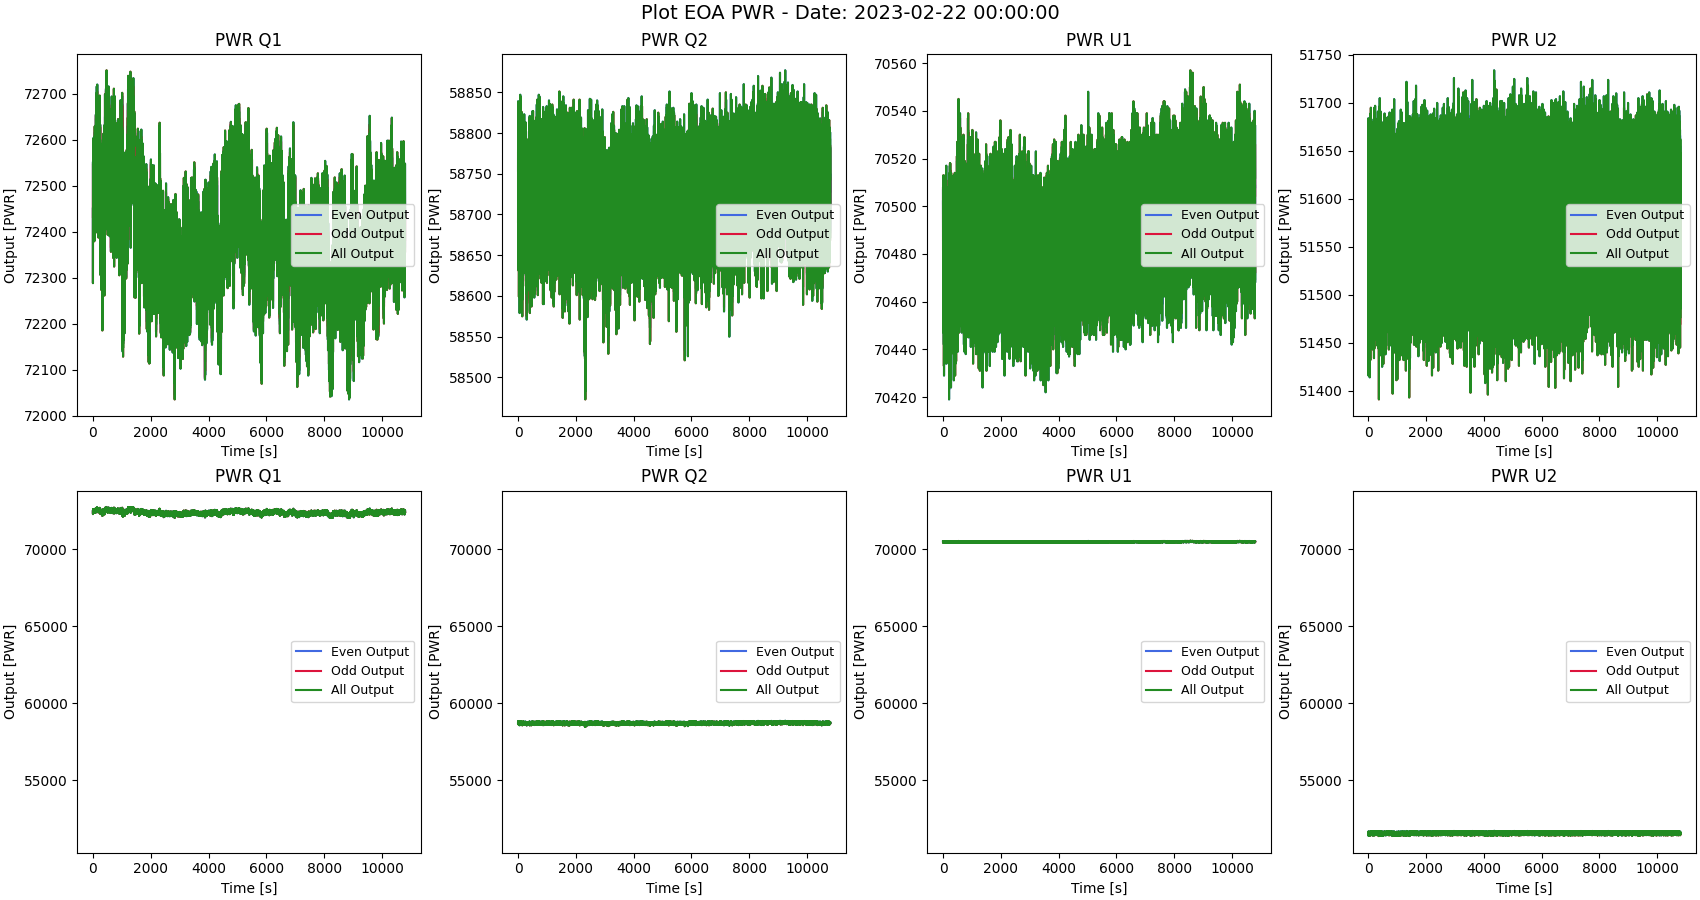 Plot EOA PWR - Date: 2023-02-22 00:00:00
PWR Q1
Output [PWR]
72700
72600
72500
72400
72300
72200
72100
72000
Even Output
Odd Output
All Output
0 2000 4000 6000 8000 10000
Time [s]
PWR Q2
Output [PWR]
58850
58800
58750
58700
58650
58600
58550
58500
Even Output
Odd Output
All Output
0 2000 4000 6000 8000 10000
Time [s]
PWR U1
Output [PWR]
70560
70540
70520
70500
70480
70460
70440
70420
Even Output
Odd Output
All Output
0 2000 4000 6000 8000 10000
Time [s]
PWR U2
Output [PWR]
51750
51700
51650
51600
51550
51500
51450
51400
Even Output
Odd Output
All Output
0 2000 4000 6000 8000 10000
Time [s]
PWR Q1
Output [PWR]
70000
65000
60000
55000
Even Output
Odd Output
All Output
0 2000 4000 6000 8000 10000
Time [s]
PWR Q2
Output [PWR]
70000
65000
60000
55000
Even Output
Odd Output
All Output
0 2000 4000 6000 8000 10000
Time [s]
PWR U1
Output [PWR]
70000
65000
60000
55000
Even Output
Odd Output
All Output
0 2000 4000 6000 8000 10000
Time [s]
PWR U2
Output [PWR]
70000
65000
60000
55000
Even Output
Odd Output
All Output
0 2000 4000 6000 8000 10000
Time [s]